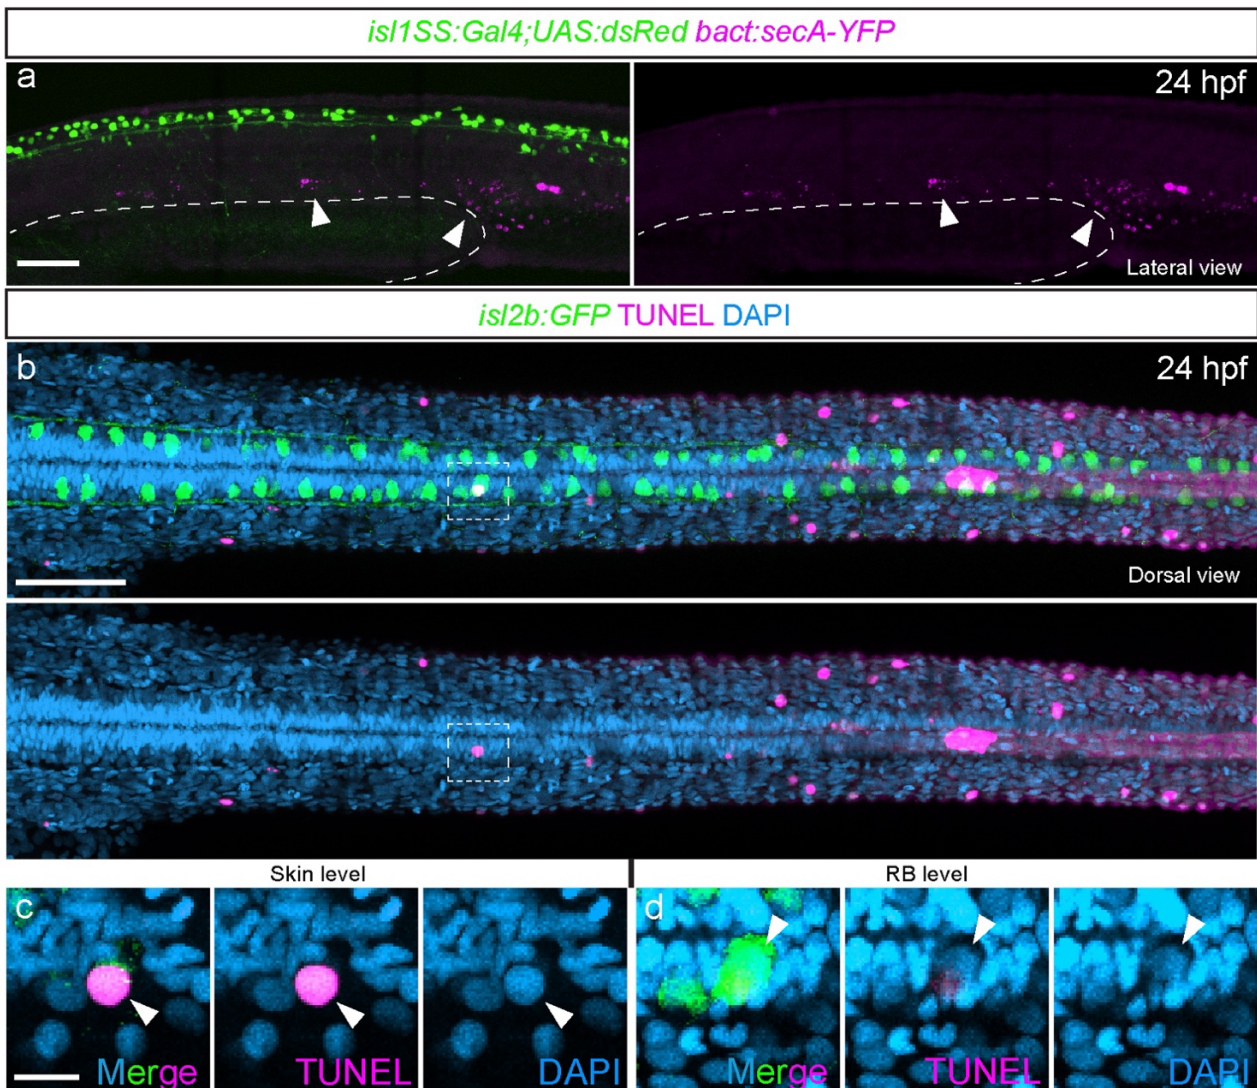 isl1SS:Gal4;UAS:dsRed bact:secA-YFP
a
24 hpf
Lateral view
isl2b:GFP TUNEL DAPI
b
24 hpf
Dorsal view
Skin level
RB level
c
Merge
TUNEL
DAPI
d
Merge
TUNEL
DAPI